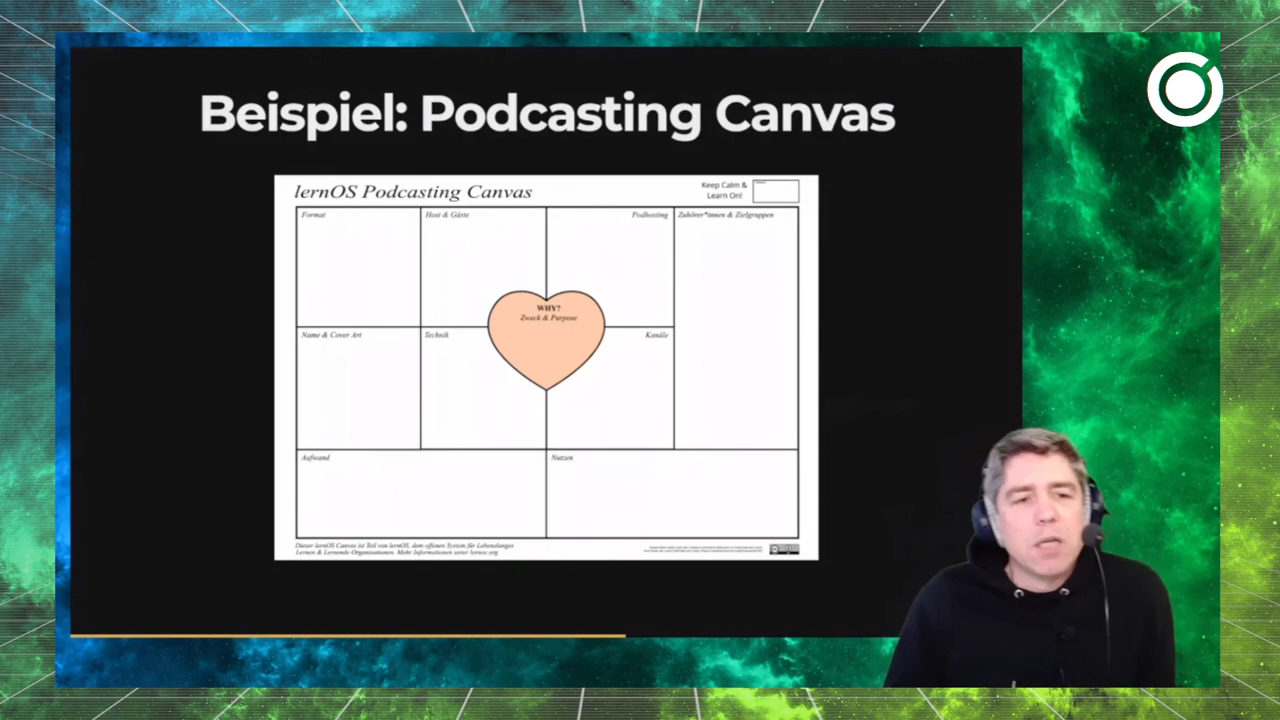 Beispiel: Podcasting Canvas
lernOS Podcasting Canvas
Keep Calm &
Learn On!
Format
Host & Gäste
Podhosting
Zuhörer*innen & Zielgruppen
WHY?
Zweck & Purpose
Name & Cover Art
Technik
Kanäle
Aufwand
Nutzen
Dieser lernOS Canvas ist Teil von lernOS, dem offenen System für Lebenslanges
Lernen & Lernende Organisationen. Mehr Informationen unter lernos.org